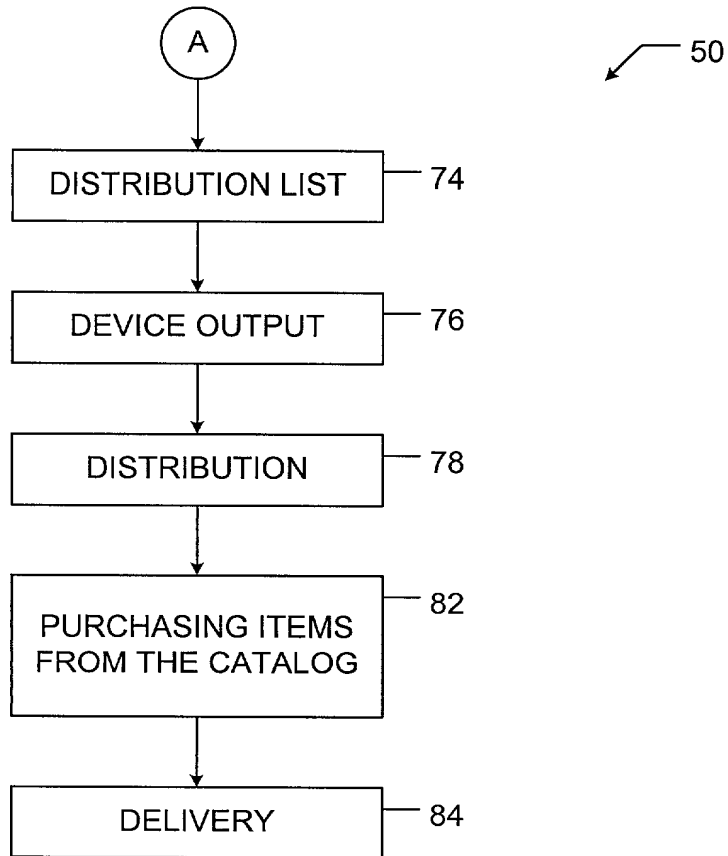 A
50
DISTRIBUTION LIST
74
DEVICE OUTPUT
76
DISTRIBUTION
78
PURCHASING ITEMS
FROM THE CATALOG
82
DELIVERY
84